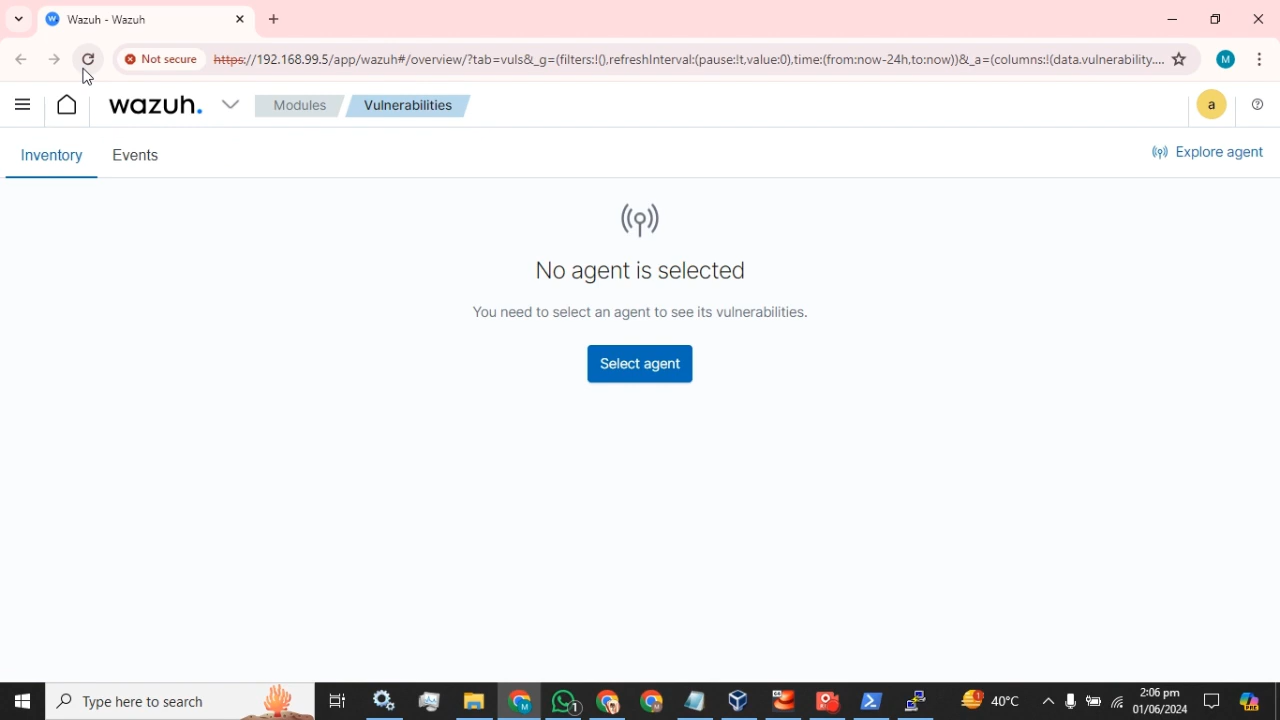 Wazuh - Wazuh
Not secure https://192.168.99.5/app/wazuh#/overview/?tab=vuls&_g=(filters:!(),refreshInterval:(pause:!t,value:0),time:(from:now-24h,to:now))&_a=(columns:!(data.vulnerability.... M
wazuh. Modules Vulnerabilities a
Inventory Events Explore agent
No agent is selected
You need to select an agent to see its vulnerabilities.
Select agent
Type here to search 1 40°C 2:06 pm
01/06/2024